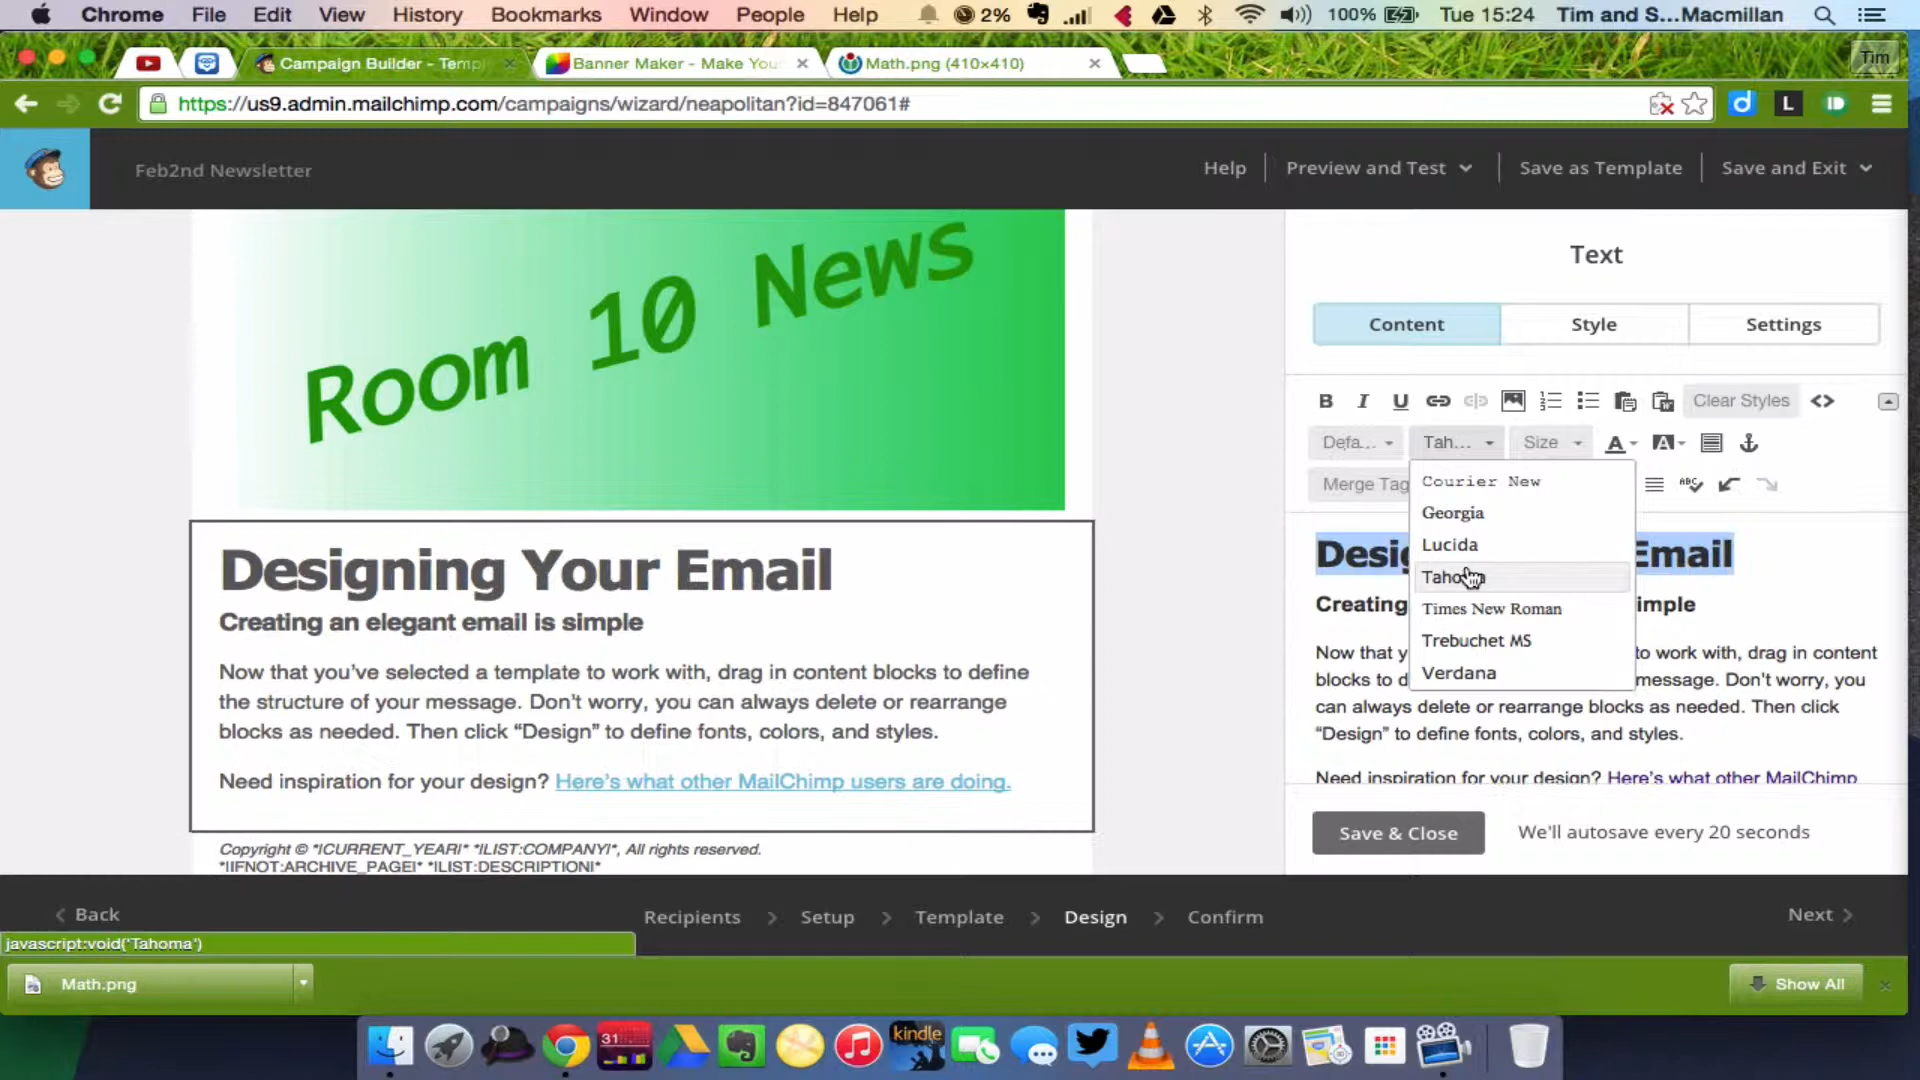 Chrome File Edit View History Bookmarks Window People Help 2% 100% Tue 15:24 Tim and S...Macmillan
Campaign Builder - Templ
Banner Maker - Make Your
Math.png (410×410)
Tim
https://us9.admin.mailchimp.com/campaigns/wizard/neapolitan?id=847061#
d L
Feb2nd Newsletter
Help Preview and Test Save as Template Save and Exit
Room 10 News
Designing Your Email
Creating an elegant email is simple
Now that you've selected a template to work with, drag in content blocks to define
the structure of your message. Don't worry, you can always delete or rearrange
blocks as needed. Then click “Design” to define fonts, colors, and styles.
Need inspiration for your design? Here's what other MailChimp users are doing.
Copyright © *|CURRENT_YEAR|* *|LIST:COMPANY|*, All rights reserved.
*|IFNOT:ARCHIVE_PAGE|* *|LIST:DESCRIPTION|*
Text
Content Style Settings
B I U Clear Styles <>
Defa... Tah... Size A A
Merge Tag ABC
Courier New
Georgia
Lucida
Tahoma
Times New Roman
Trebuchet MS
Verdana
Desig Email
Creating imple
Now that y to work with, drag in content
blocks to d message. Don't worry, you
can always delete or rearrange blocks as needed. Then click
“Design” to define fonts, colors, and styles.
Need inspiration for your design? Here's what other MailChimp
Save & Close We'll autosave every 20 seconds
Back Recipients > Setup > Template > Design > Confirm Next
javascript:void('Tahoma')
Math.png Show All
31
kindle